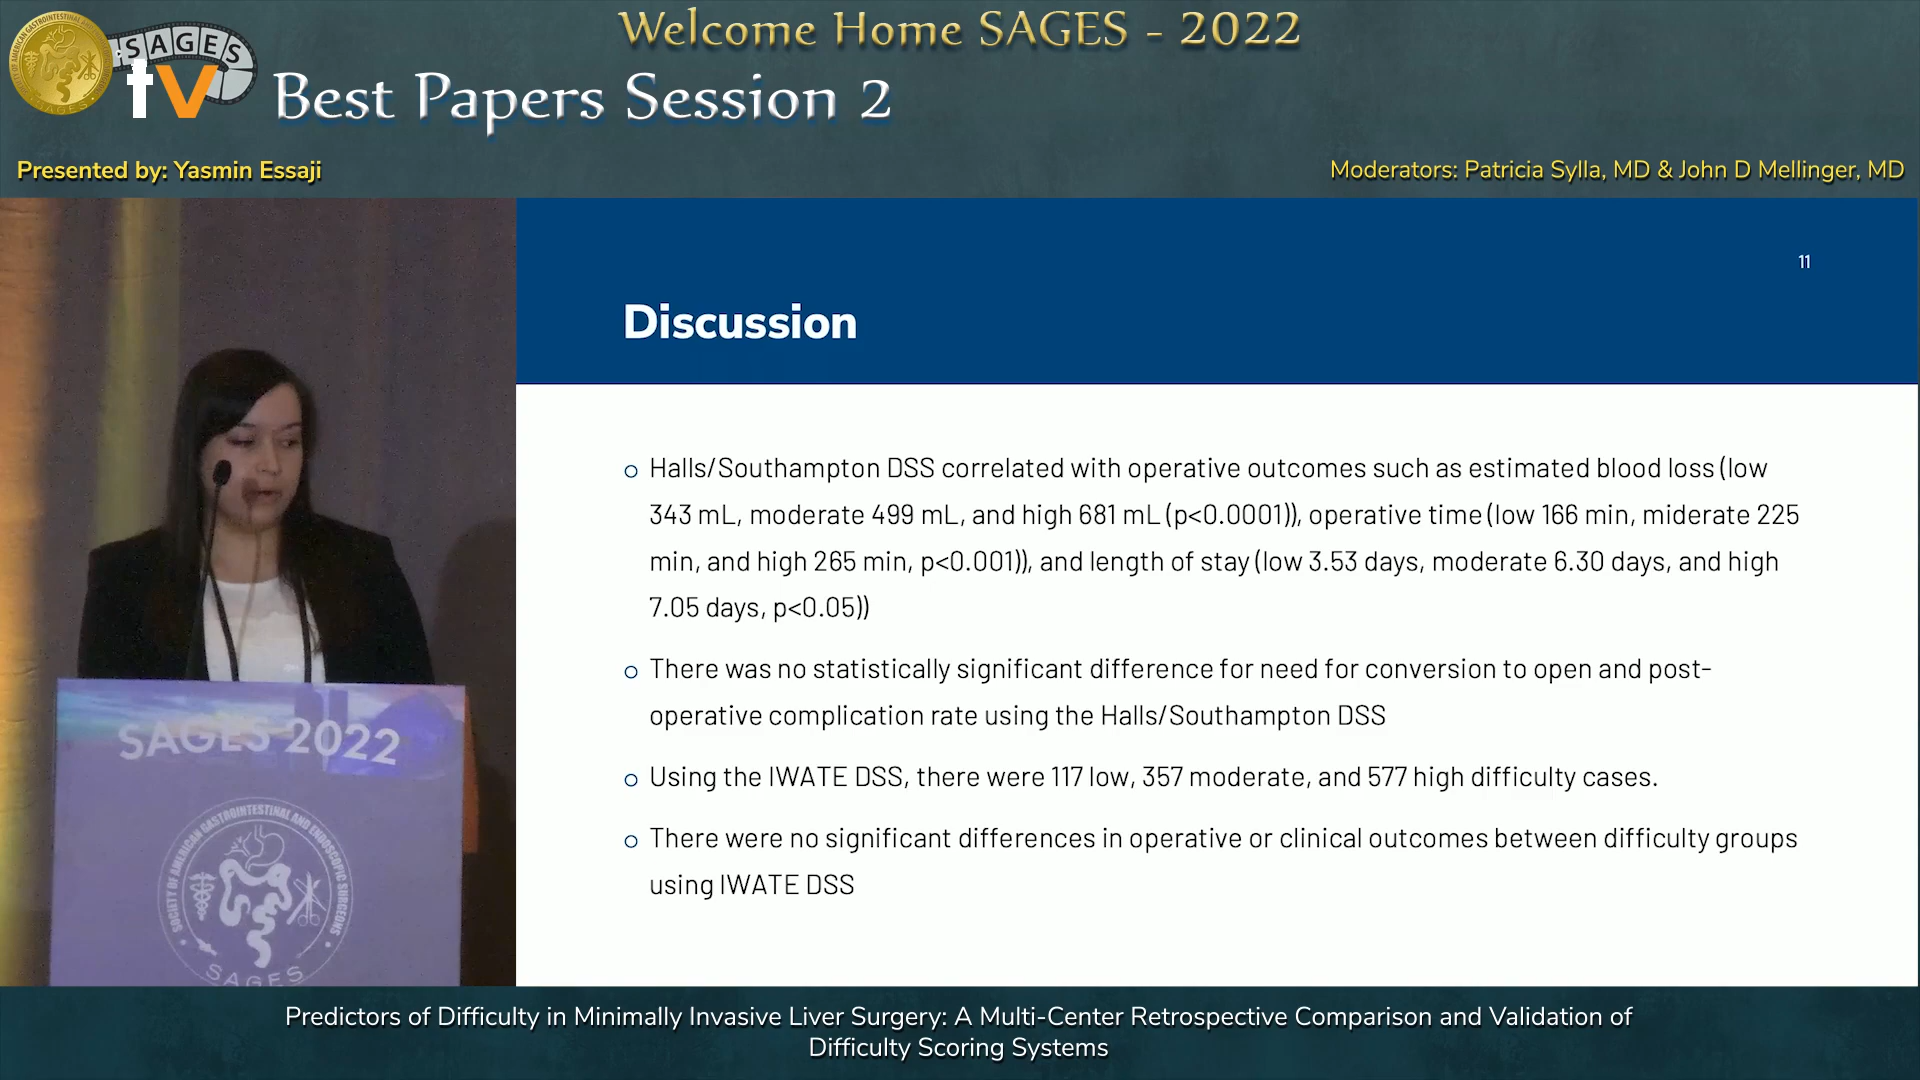 Welcome Home SAGES - 2022
SAGES
tv
Best Papers Session 2
Presented by: Yasmin Essaji
Moderators: Patricia Sylla, MD & John D Mellinger, MD
11
Discussion
Halls/Southampton DSS correlated with operative outcomes such as estimated blood loss (low
343 mL, moderate 499 mL, and high 681 mL (p<0.0001)), operative time (low 166 min, miderate 225
min, and high 265 min, p<0.001)), and length of stay (low 3.53 days, moderate 6.30 days, and high
7.05 days, p<0.05))
There was no statistically significant difference for need for conversion to open and post-
operative complication rate using the Halls/Southampton DSS
Using the IWATE DSS, there were 117 low, 357 moderate, and 577 high difficulty cases.
There were no significant differences in operative or clinical outcomes between difficulty groups
using IWATE DSS
SAGES 2022
SOCIETY OF AMERICAN GASTROINTESTINAL AND ENDOSCOPIC SURGEONS
SAGES
Predictors of Difficulty in Minimally Invasive Liver Surgery: A Multi-Center Retrospective Comparison and Validation of
Difficulty Scoring Systems